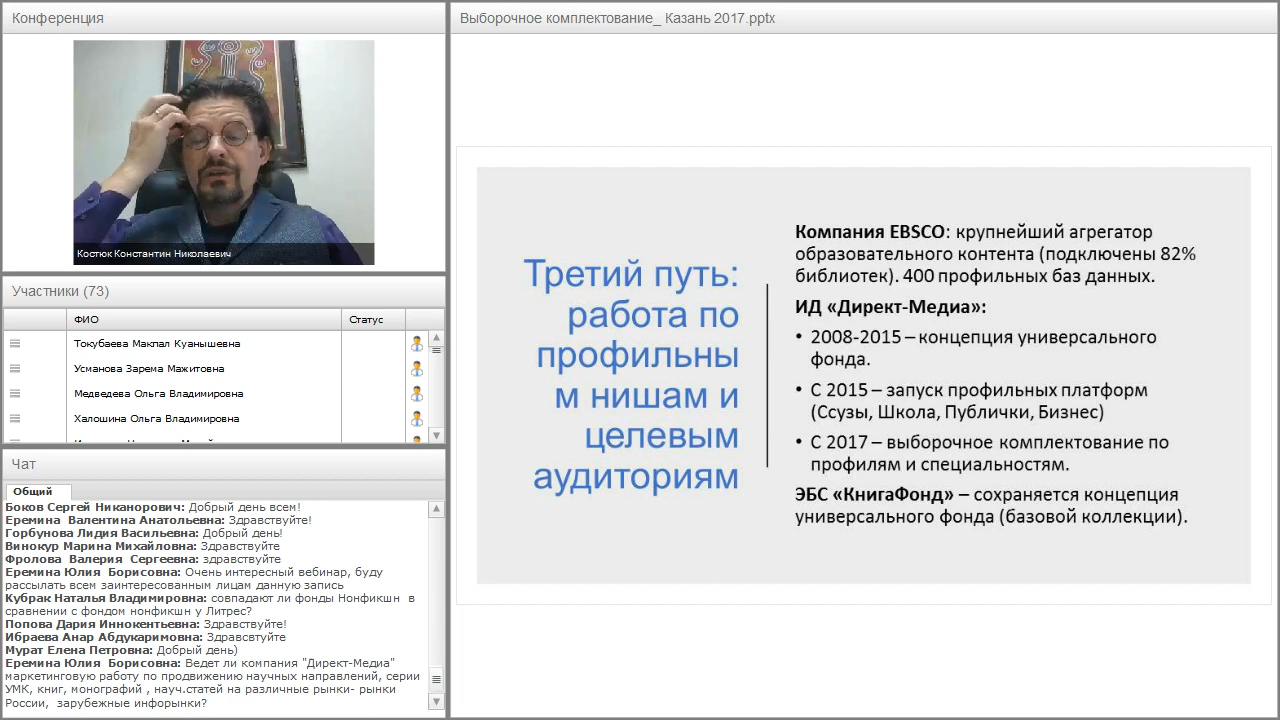 Конференция
Костюк Константин Николаевич
Участники (73)
ФИО
Статус
Токубаева Макпал Куанышевна
Усманова Зарема Мажитовна
Медведева Ольга Владимировна
Халошина Ольга Владимировна
Чат
Общий
Боков Сергей Никанорович: Добрый день всем!
Еремина Валентина Анатольевна: Здравствуйте!
Горбунова Лидия Васильевна: Добрый день!
Винокур Марина Михайловна: Здравствуйте
Фролова Валерия Сергеевна: здравствуйте
Еремина Юлия Борисовна: Очень интересный вебинар, буду
рассылать всем заинтересованным лицам данную запись
Кубрак Наталья Владимировна: совпадают ли фонды Нонфикшн в
сравнении с фондом нонфикшн у Литрес?
Попова Дария Иннокентьевна: Здравствуйте!
Ибраева Анар Абдукаримовна: Здравсвтуйте
Мурат Елена Петровна: Добрый день)
Еремина Юлия Борисовна: Ведет ли компания "Директ-Медиа"
маркетинговую работу по продвижению научных направлений, серии
УМК, книг, монографий , науч.статей на различные рынки- рынки
России, зарубежные инфорынки?
Выборочное комплектование_ Казань 2017.pptx
Третий путь:
работа по
профильны
м нишам и
целевым
аудиториям
Компания EBSCO: крупнейший агрегатор
образовательного контента (подключены 82%
библиотек). 400 профильных баз данных.
ИД «Директ-Медиа»:
• 2008-2015 – концепция универсального
фонда.
• С 2015 – запуск профильных платформ
(Ссузы, Школа, Публички, Бизнес)
• С 2017 – выборочное комплектование по
профилям и специальностям.
ЭБС «КнигаФонд» – сохраняется концепция
универсального фонда (базовой коллекции).